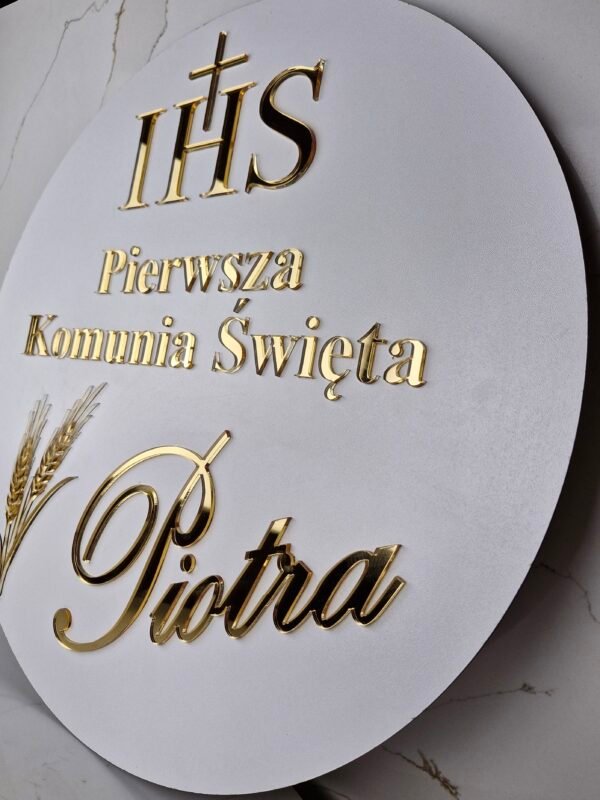 IHS
Pierwsza
Komunia Święta
Piotra